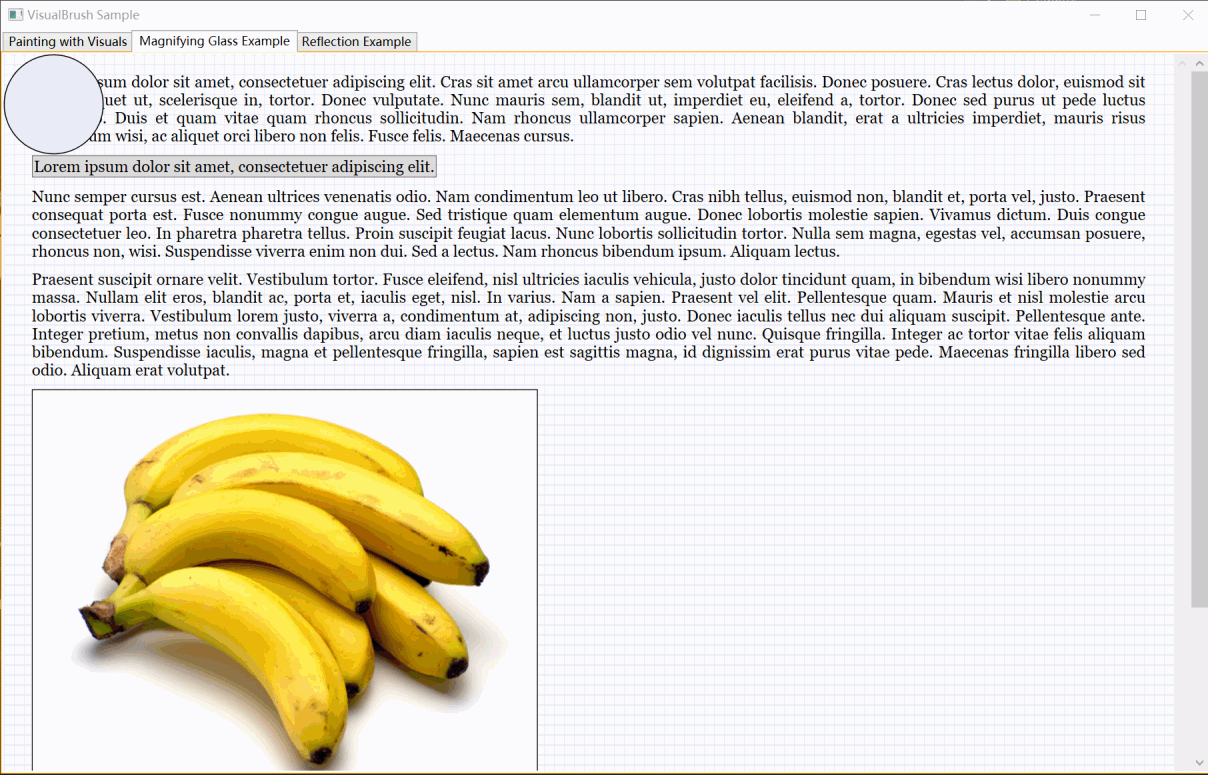 VisualBrush Sample
Painting with Visuals Magnifying Glass Example Reflection Example
sum dolor sit amet, consectetuer adipiscing elit. Cras sit amet arcu ullamcorper sem volutpat facilisis. Donec posuere. Cras lectus dolor, euismod sit
uet ut, scelerisque in, tortor. Donec vulputate. Nunc mauris sem, blandit ut, imperdiet eu, eleifend a, tortor. Donec sed purus ut pede luctus
. Duis et quam vitae quam rhoncus sollicitudin. Nam rhoncus ullamcorper sapien. Aenean blandit, erat a ultricies imperdiet, mauris risus
um wisi, ac aliquet orci libero non felis. Fusce felis. Maecenas cursus.
Lorem ipsum dolor sit amet, consectetuer adipiscing elit.
Nunc semper cursus est. Aenean ultrices venenatis odio. Nam condimentum leo ut libero. Cras nibh tellus, euismod non, blandit et, porta vel, justo. Praesent
consequat porta est. Fusce nonummy congue augue. Sed tristique quam elementum augue. Donec lobortis molestie sapien. Vivamus dictum. Duis congue
consectetuer leo. In pharetra pharetra tellus. Proin suscipit feugiat lacus. Nunc lobortis sollicitudin tortor. Nulla sem magna, egestas vel, accumsan posuere,
rhoncus non, wisi. Suspendisse viverra enim non dui. Sed a lectus. Nam rhoncus bibendum ipsum. Aliquam lectus.
Praesent suscipit ornare velit. Vestibulum tortor. Fusce eleifend, nisl ultricies iaculis vehicula, justo dolor tincidunt quam, in bibendum wisi libero nonummy
massa. Nullam elit eros, blandit ac, porta et, iaculis eget, nisl. In varius. Nam a sapien. Praesent vel elit. Pellentesque quam. Mauris et nisl molestie arcu
lobortis viverra. Vestibulum lorem justo, viverra a, condimentum at, adipiscing non, justo. Donec iaculis tellus nec dui aliquam suscipit. Pellentesque ante.
Integer pretium, metus non convallis dapibus, arcu diam iaculis neque, et luctus justo odio vel nunc. Quisque fringilla. Integer ac tortor vitae felis aliquam
bibendum. Suspendisse iaculis, magna et pellentesque fringilla, sapien est sagittis magna, id dignissim erat purus vitae pede. Maecenas fringilla libero sed
odio. Aliquam erat volutpat.